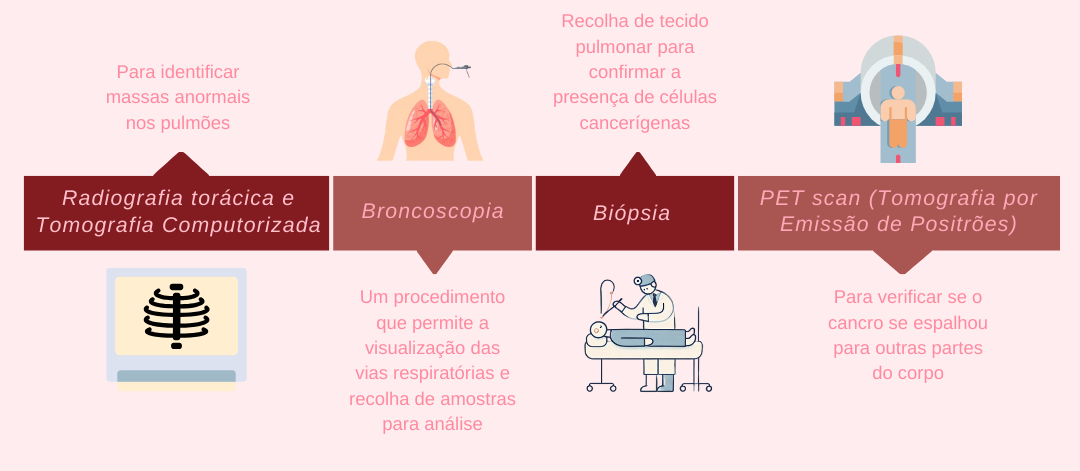 Para identificar
massas anormais
nos pulmões
Radiografia torácica e
Tomografia Computorizada
Broncoscopia
Um procedimento
que permite a
visualização das
vias respiratórias e
recolha de amostras
para análise
Recolha de tecido
pulmonar para
confirmar a
presença de células
cancerígenas
Biópsia
PET scan (Tomografia por
Emissão de Positrões)
Para verificar se o
cancro se espalhou
para outras partes
do corpo